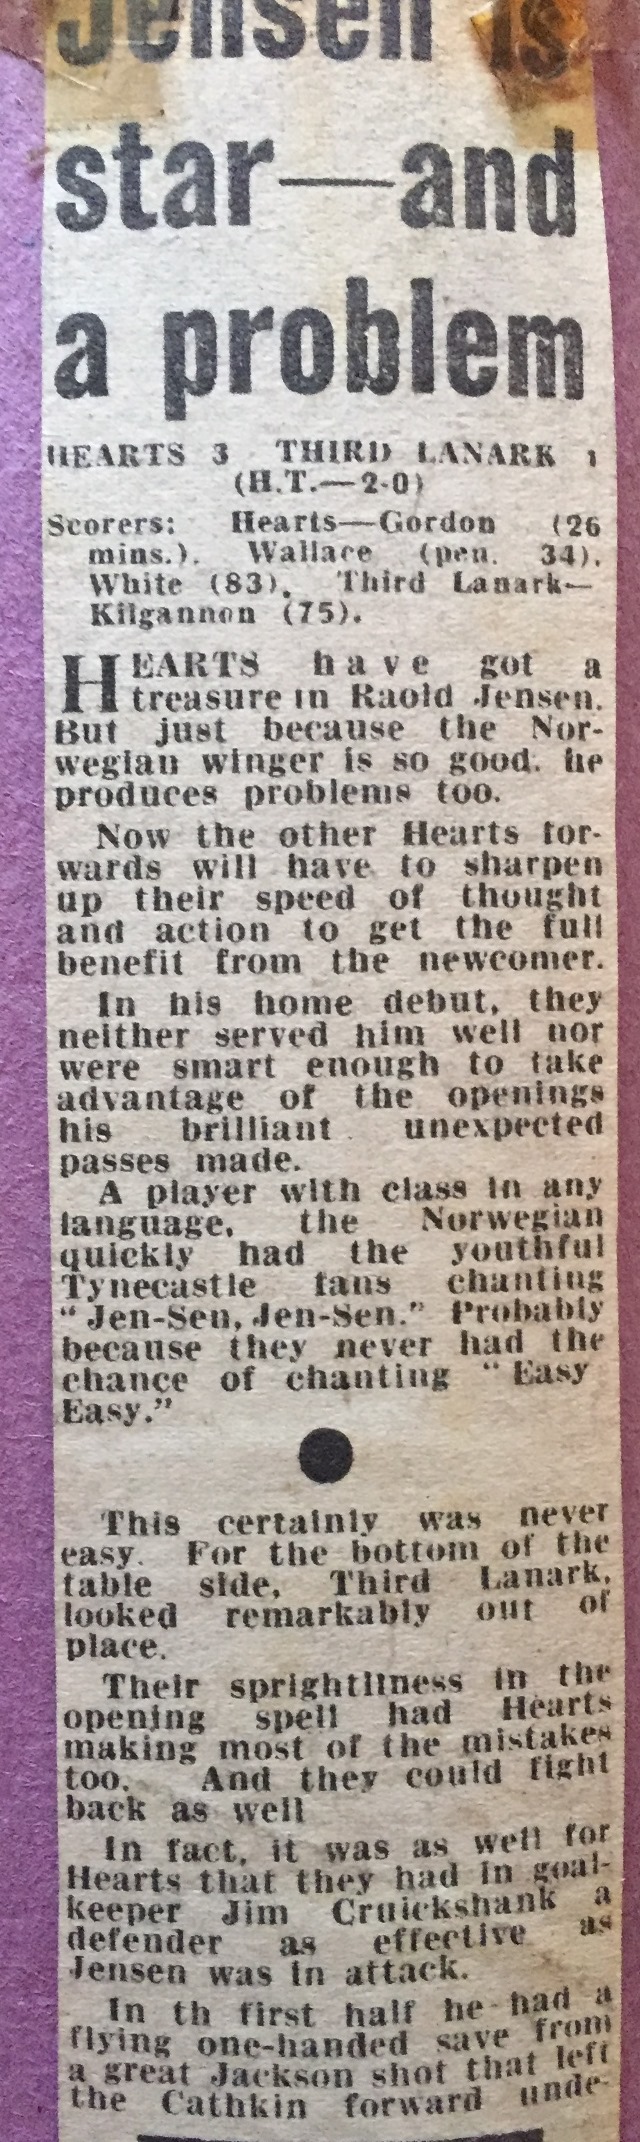 Jensen is
star—and
a problem
HEARTS 3 THIRD LANARK 1
(H.T.—2-0)
Scorers: Hearts—Gordon (26
mins.). Wallace (pen. 34).
White (83). Third Lanark—
Kilgannon (75).
HEARTS have got a
treasure in Raold Jensen.
But just because the Nor-
wegian winger is so good. he
produces problems too.
Now the other Hearts for-
wards will have to sharpen
up their speed of thought
and action to get the full
benefit from the newcomer.
In his home debut, they
neither served him well nor
were smart enough to take
advantage of the openings
his brilliant unexpected
passes made.
A player with class in any
language, the Norwegian
quickly had the youthful
Tynecastle fans chanting
“Jen-Sen, Jen-Sen.” Probably
because they never had the
chance of chanting “Easy
Easy.”
This certainly was never
easy. For the bottom of the
table side, Third Lanark,
looked remarkably out of
place.
Their sprightliness in the
opening spell had Hearts
making most of the mistakes
too. And they could fight
back as well
In fact, it was as well for
Hearts that they had in goal-
keeper Jim Cruickshank a
defender as effective as
Jensen was in attack.
In th first half he had a
flying one-handed save from
a great Jackson shot that left
the Cathkin forward unde-